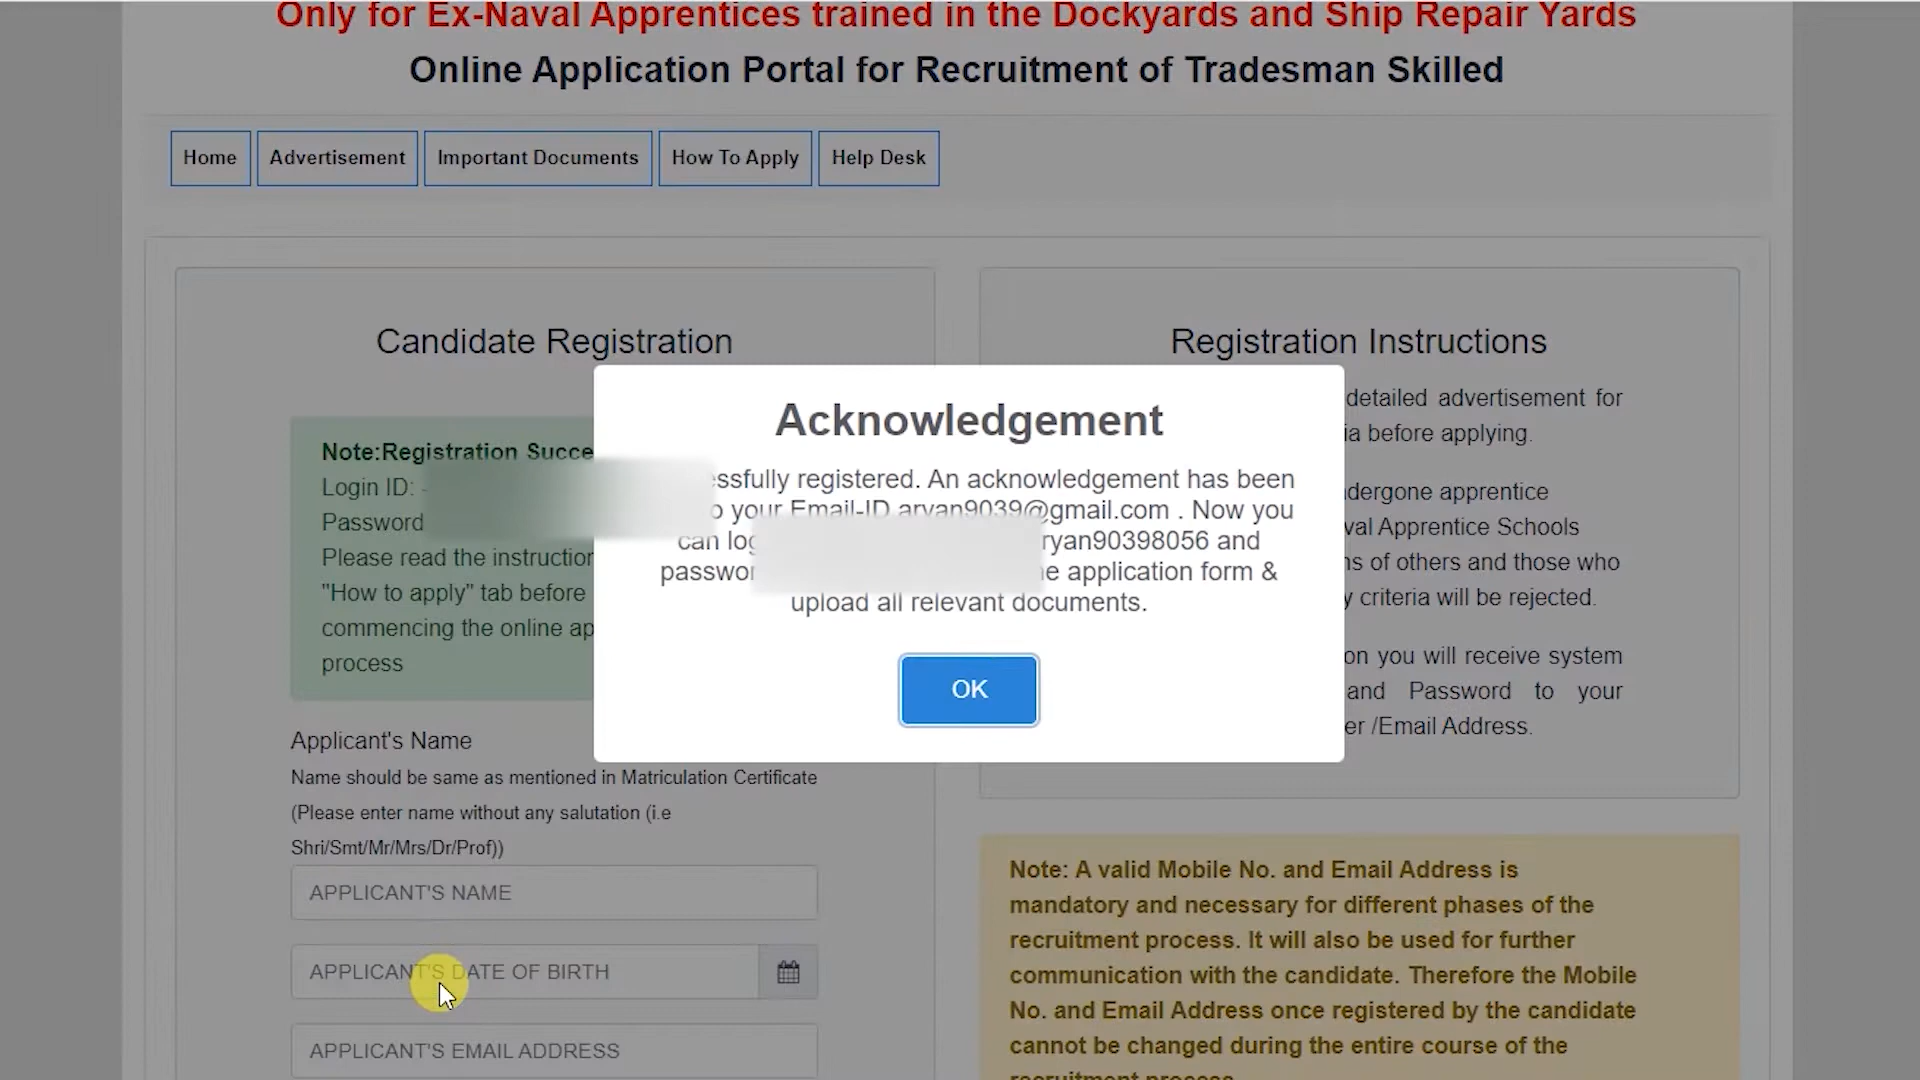 Only for Ex-Naval Apprentices trained in the Dockyards and Ship Repair Yards
Online Application Portal for Recruitment of Tradesman Skilled
Home
Advertisement
Important Documents
How To Apply
Help Desk
Candidate Registration
Note:Registration Succe
Login ID:
Password
Please read the instruction
"How to apply" tab before
commencing the online ap
process
Applicant's Name
Name should be same as mentioned in Matriculation Certificate
(Please enter name without any salutation (i.e
Shri/Smt/Mr/Mrs/Dr/Prof))
APPLICANT'S NAME
APPLICANT'S DATE OF BIRTH
APPLICANT'S EMAIL ADDRESS
Acknowledgement
essfully registered. An acknowledgement has been
o your Email-ID aryan9039@gmail.com . Now you
can log ryan90398056 and
passwor e application form &
upload all relevant documents.
OK
Registration Instructions
detailed advertisement for
ia before applying.
dergone apprentice
val Apprentice Schools
ns of others and those who
y criteria will be rejected.
on you will receive system
and Password to your
er /Email Address.
Note: A valid Mobile No. and Email Address is
mandatory and necessary for different phases of the
recruitment process. It will also be used for further
communication with the candidate. Therefore the Mobile
No. and Email Address once registered by the candidate
cannot be changed during the entire course of the
recruitment process